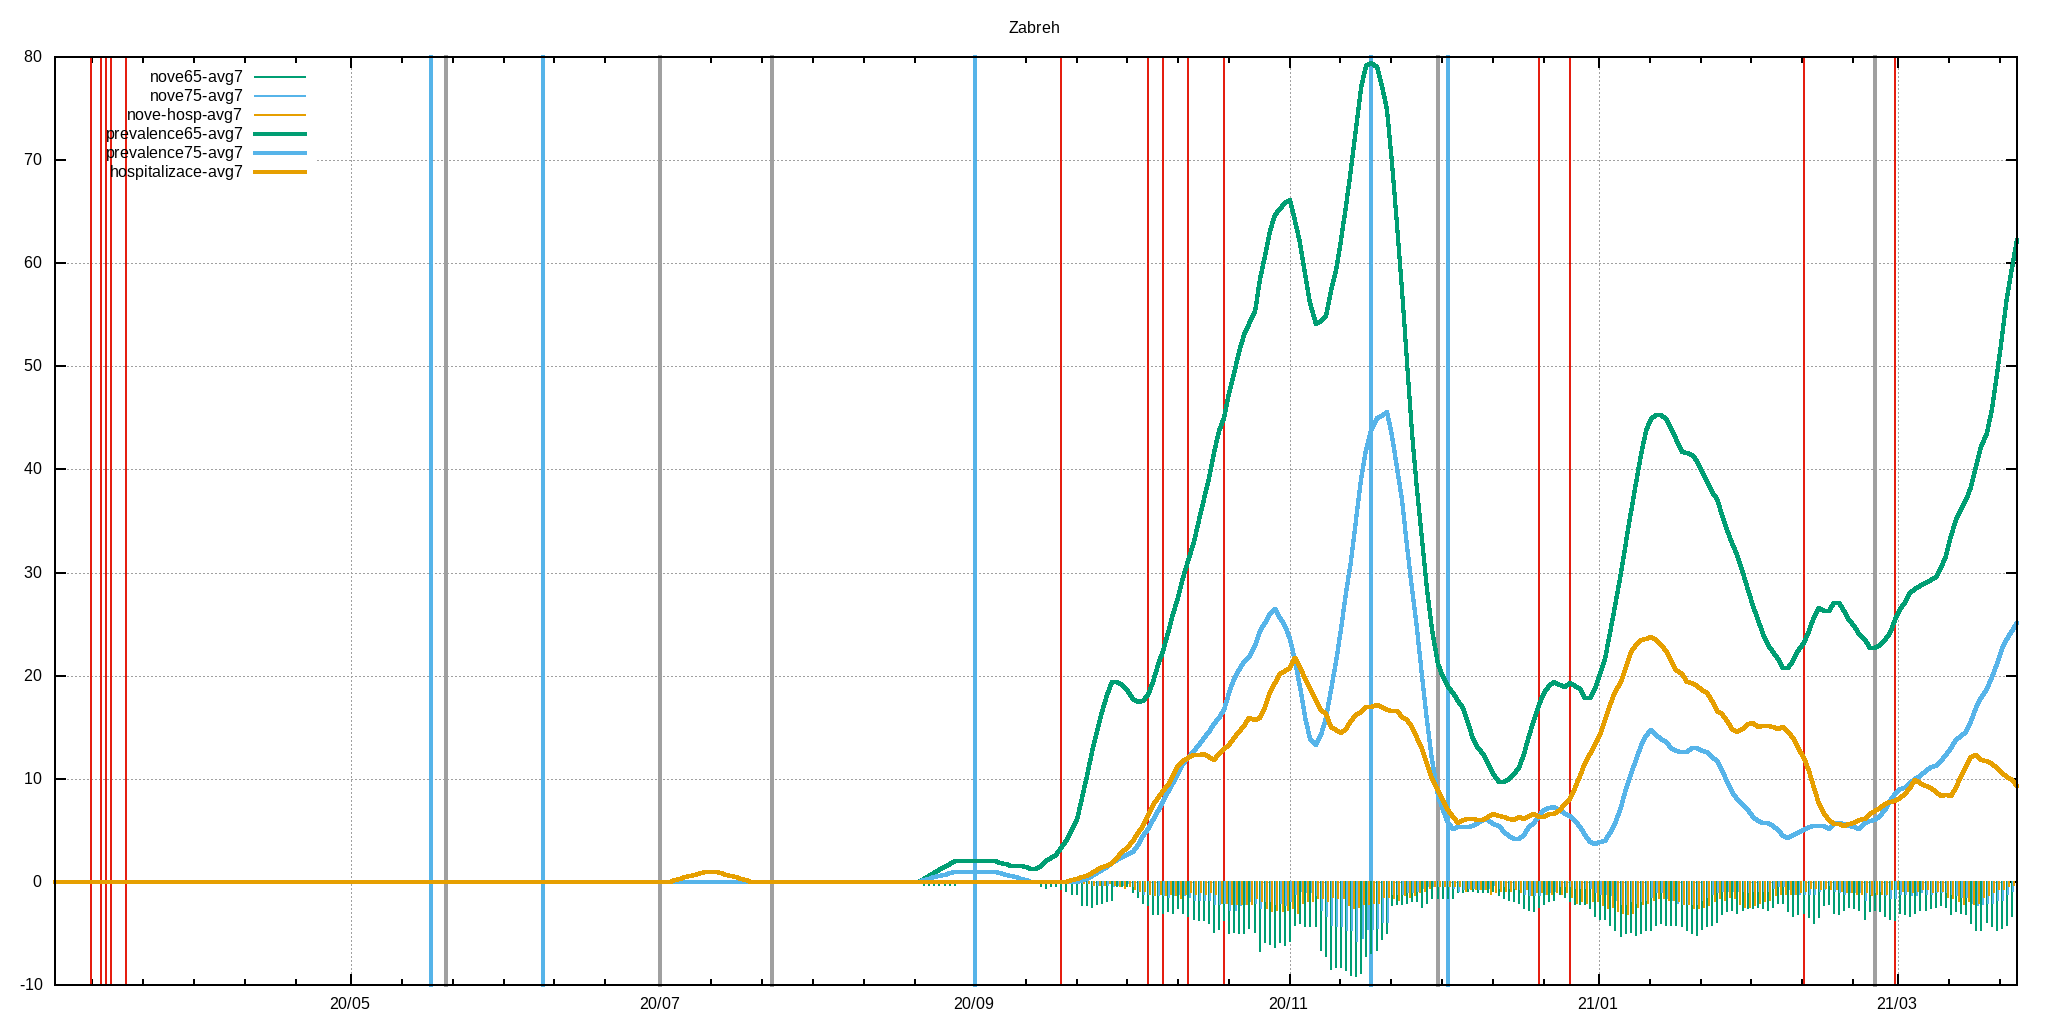 Zabreh
80
70
60
50
40
30
20
10
0
-10
nove65-avg7
nove75-avg7
nove-hosp-avg7
prevalence65-avg7
prevalence75-avg7
hospitalizace-avg7
20/05 20/07 20/09 20/11 21/01 21/03